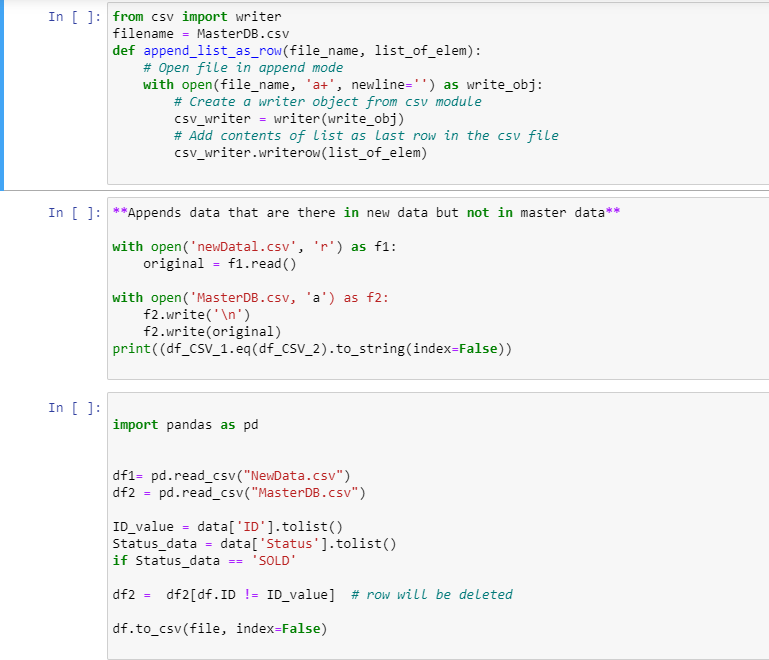 In [ ]: from csv import writer
filename = MasterDB.csv
def append_list_as_row(file_name, list_of_elem):
    # Open file in append mode
    with open(file_name, 'a+', newline='') as write_obj:
        # Create a writer object from csv module
        csv_writer = writer(write_obj)
        # Add contents of list as last row in the csv file
        csv_writer.writerow(list_of_elem)
In [ ]: **Appends data that are there in new data but not in master data**
with open('newData1.csv', 'r') as f1:
    original = f1.read()
with open('MasterDB.csv, 'a') as f2:
    f2.write('\n')
    f2.write(original)
print((df_CSV_1.eq(df_CSV_2).to_string(index=False))
In [ ]:
import pandas as pd
df1= pd.read_csv("NewData.csv")
df2 = pd.read_csv("MasterDB.csv")
ID_value = data['ID'].tolist()
Status_data = data['Status'].tolist()
if Status_data == 'SOLD'
df2 =  df2[df.ID != ID_value]  # row will be deleted
df.to_csv(file, index=False)